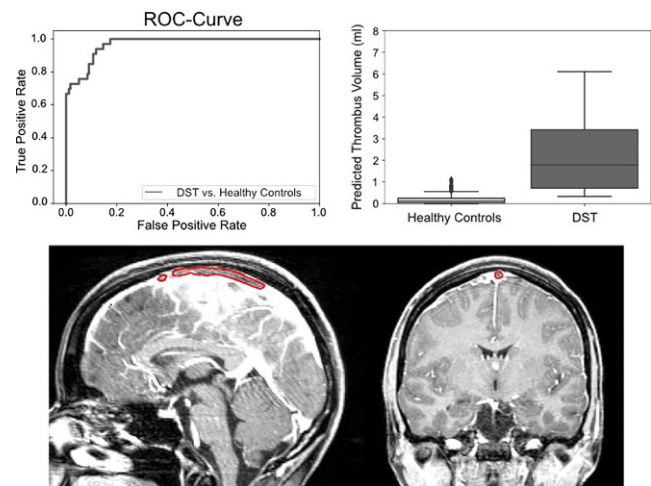 ROC-Curve
True Positive Rate
1.0
0.8
0.6
0.4
0.2
0.0
DST vs. Healthy Controls
0.0 0.2 0.4 0.6 0.8 1.0
False Positive Rate
Predicted Thrombus Volume (ml)
8
7
6
5
4
3
2
1
0
Healthy Controls DST